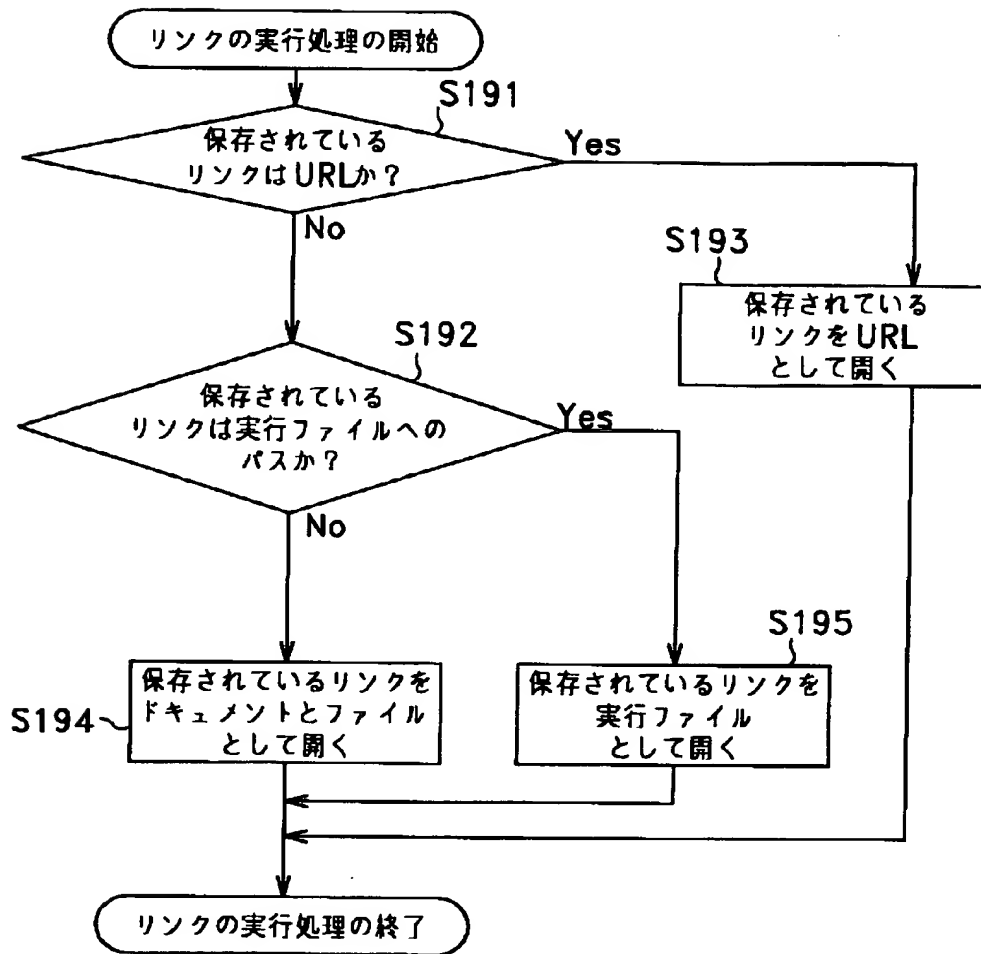 リンクの実行処理の開始
S191
保存されている
リンクはURLか？
Yes
No
S193
保存されている
リンクをURL
として開く
S192
保存されている
リンクは実行ファイルへの
パスか？
Yes
No
S195
保存されているリンクを
ドキュメントとファイル
として開く
S194
保存されているリンクを
実行ファイル
として開く
リンクの実行処理の終了